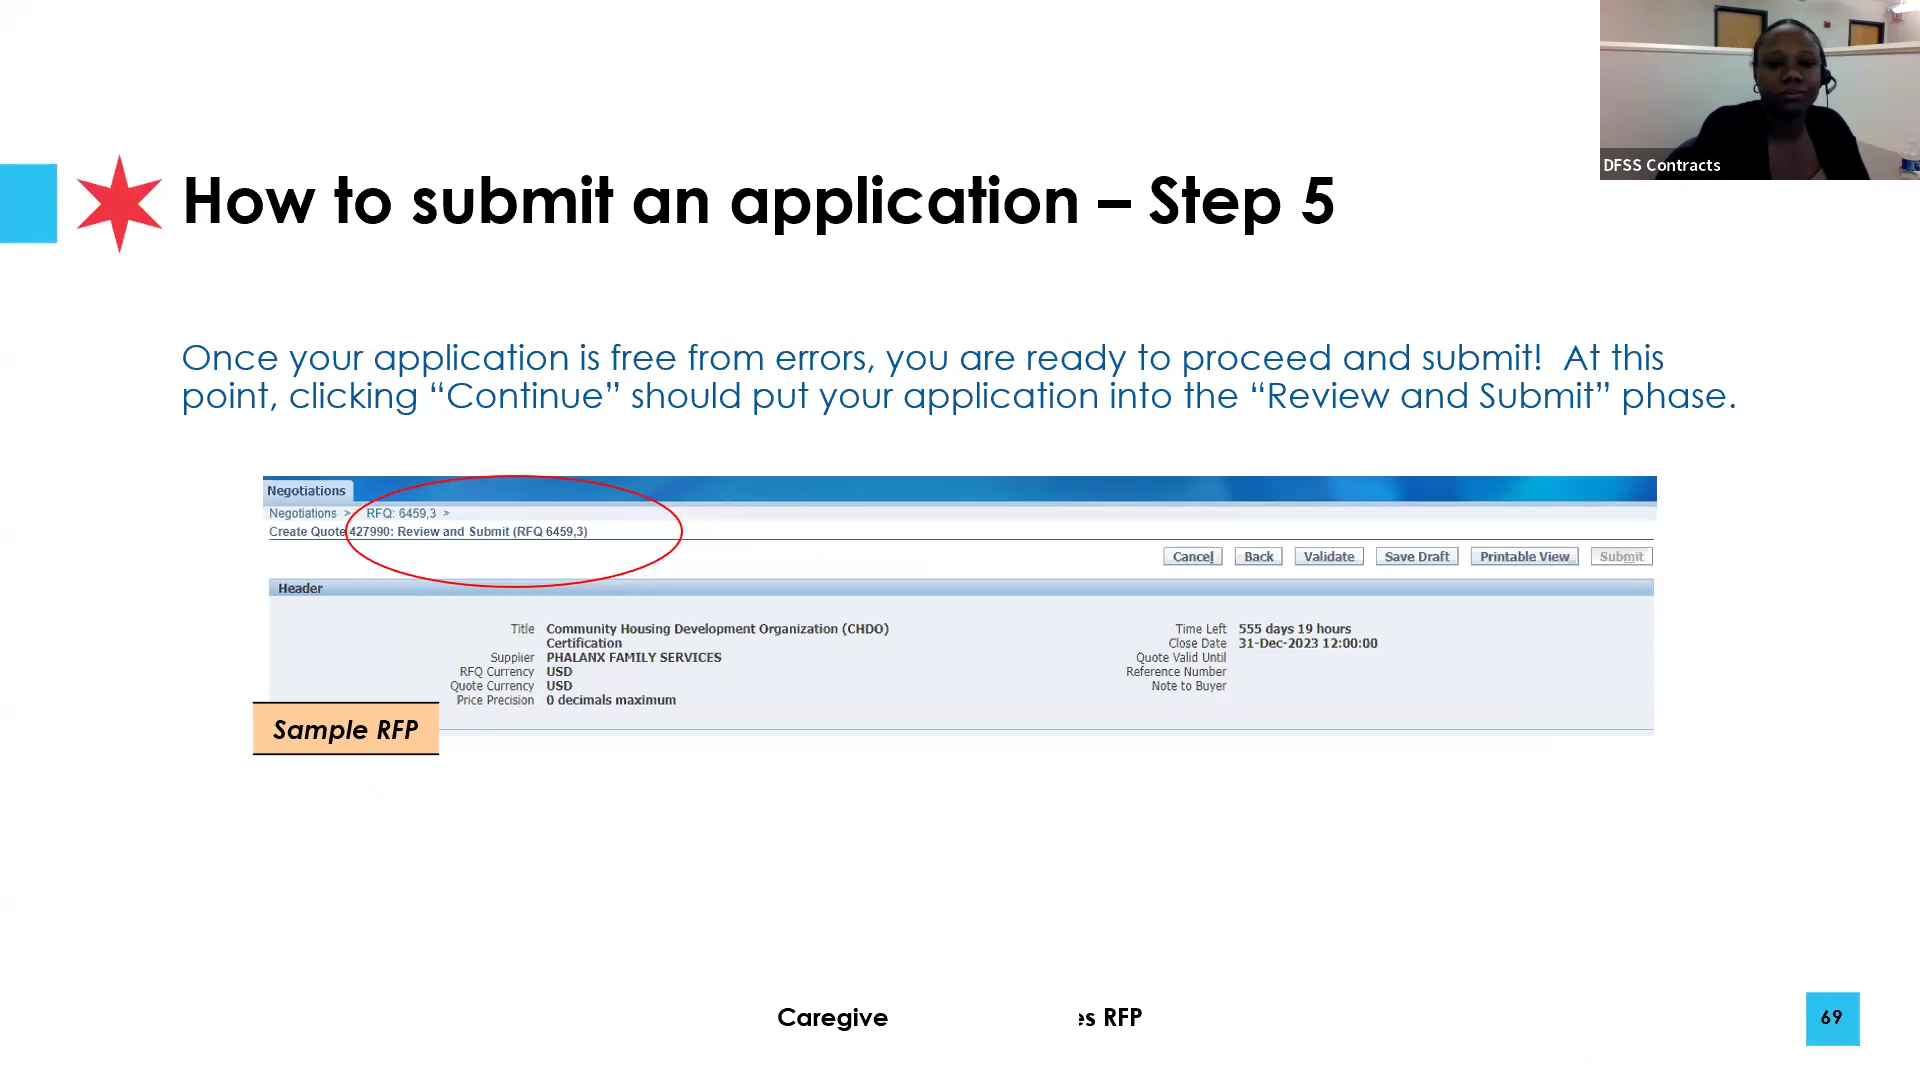 DFSS Contracts
How to submit an application – Step 5
Once your application is free from errors, you are ready to proceed and submit!  At this
point, clicking “Continue” should put your application into the “Review and Submit” phase.
Negotiations
Negotiations > RFQ: 6459,3 >
Create Quote 427990: Review and Submit (RFQ 6459,3)
Cancel Back Validate Save Draft Printable View Submit
Header
Title Community Housing Development Organization (CHDO)
Certification
Supplier PHALANX FAMILY SERVICES
RFQ Currency USD
Quote Currency USD
Price Precision 0 decimals maximum
Time Left 555 days 19 hours
Close Date 31-Dec-2023 12:00:00
Quote Valid Until
Reference Number
Note to Buyer
Sample RFP
Caregive es RFP
69